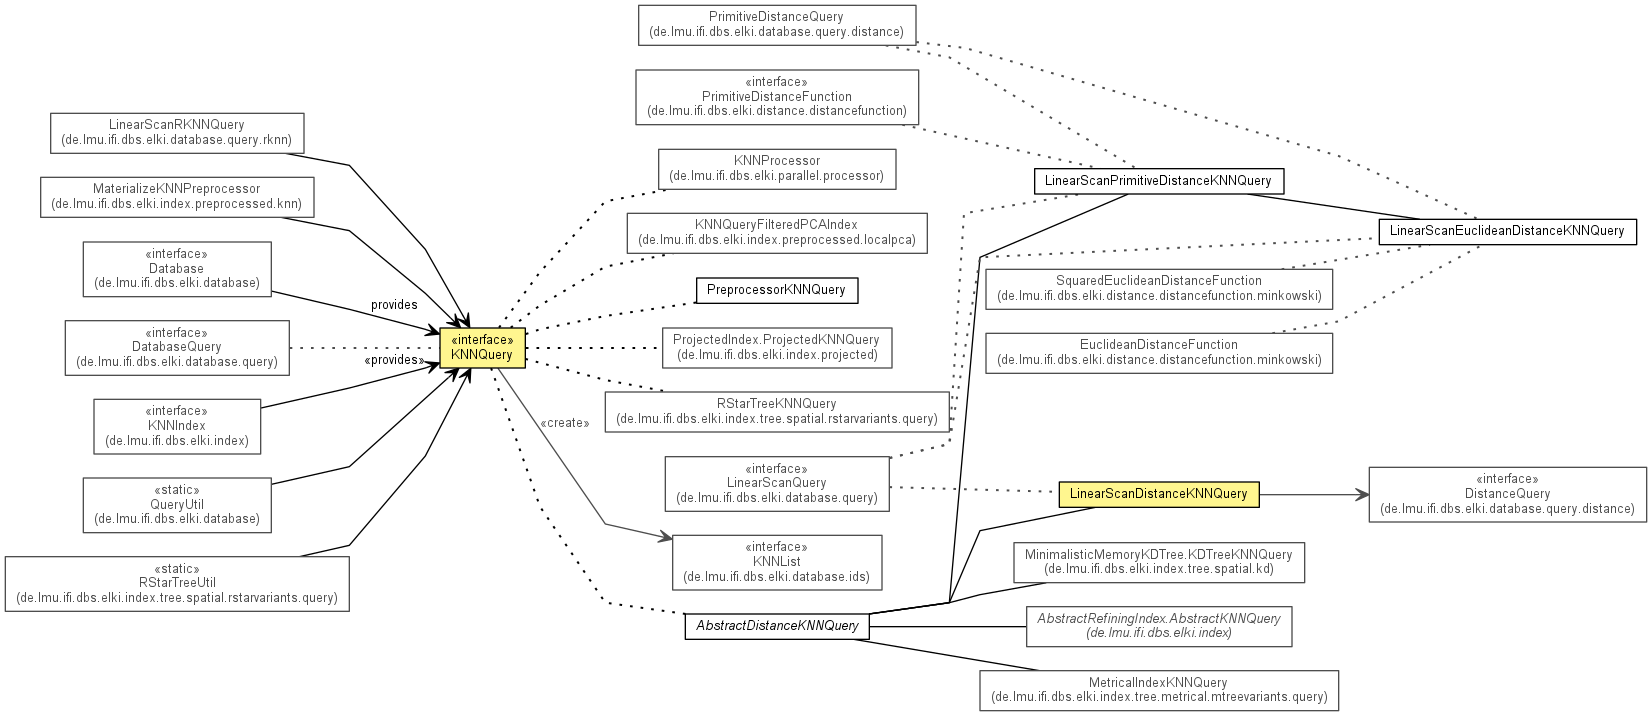 PrimitiveDistanceQuery
(de.lmu.ifi.dbs.elki.database.query.distance)
«interface»
PrimitiveDistanceFunction
(de.lmu.ifi.dbs.elki.distance.distancefunction)
LinearScanRKNNQuery
(de.lmu.ifi.dbs.elki.database.query.rknn)
KNNProcessor
(de.lmu.ifi.dbs.elki.parallel.processor)
LinearScanPrimitiveDistanceKNNQuery
MaterializeKNNPreprocessor
(de.lmu.ifi.dbs.elki.index.preprocessed.knn)
KNNQueryFilteredPCAIndex
(de.lmu.ifi.dbs.elki.index.preprocessed.localpca)
LinearScanEuclideanDistanceKNNQuery
«interface»
Database
(de.lmu.ifi.dbs.elki.database)
provides
PreprocessorKNNQuery
SquaredEuclideanDistanceFunction
(de.lmu.ifi.dbs.elki.distance.distancefunction.minkowski)
«interface»
DatabaseQuery
(de.lmu.ifi.dbs.elki.database.query)
«provides»
«interface»
KNNQuery
ProjectedIndex.ProjectedKNNQuery
(de.lmu.ifi.dbs.elki.index.projected)
EuclideanDistanceFunction
(de.lmu.ifi.dbs.elki.distance.distancefunction.minkowski)
«interface»
KNNIndex
(de.lmu.ifi.dbs.elki.index)
«create»
RStarTreeKNNQuery
(de.lmu.ifi.dbs.elki.index.tree.spatial.rstarvariants.query)
«static»
QueryUtil
(de.lmu.ifi.dbs.elki.database)
«interface»
LinearScanQuery
(de.lmu.ifi.dbs.elki.database.query)
LinearScanDistanceKNNQuery
«interface»
DistanceQuery
(de.lmu.ifi.dbs.elki.database.query.distance)
«static»
RStarTreeUtil
(de.lmu.ifi.dbs.elki.index.tree.spatial.rstarvariants.query)
«interface»
KNNList
(de.lmu.ifi.dbs.elki.database.ids)
MinimalisticMemoryKDTree.KDTreeKNNQuery
(de.lmu.ifi.dbs.elki.index.tree.spatial.kd)
AbstractDistanceKNNQuery
AbstractRefiningIndex.AbstractKNNQuery
(de.lmu.ifi.dbs.elki.index)
MetricalIndexKNNQuery
(de.lmu.ifi.dbs.elki.index.tree.metrical.mtreevariants.query)